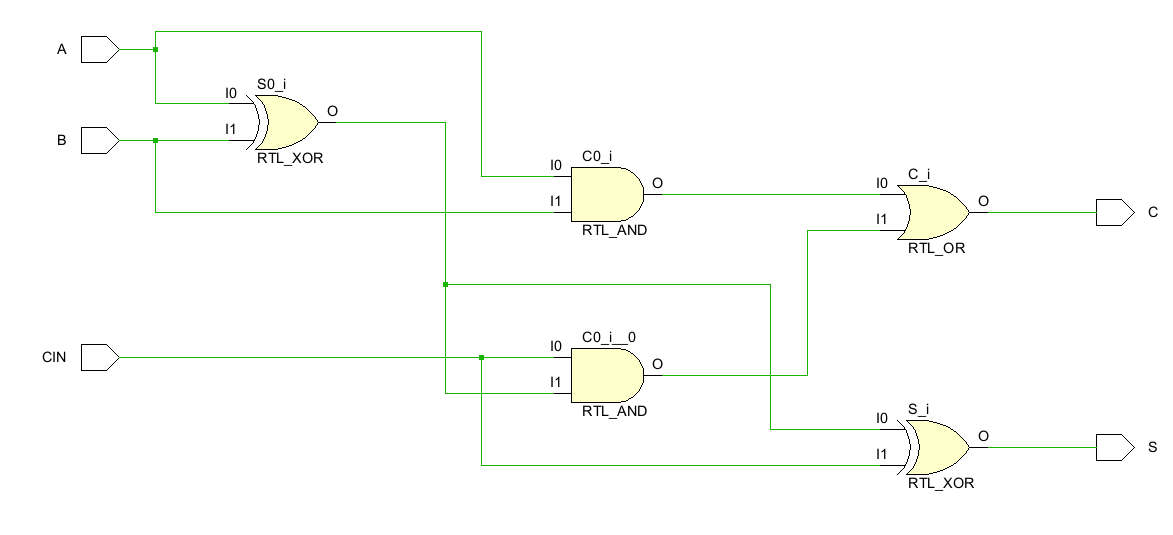 A
S0_i
I0
O
I1
B
RTL_XOR
C0_i
I0
O
I1
RTL_AND
C_i
I0
O
I1
C
RTL_OR
CIN
C0_i__0
I0
O
I1
RTL_AND
S_i
I0
O
I1
S
RTL_XOR